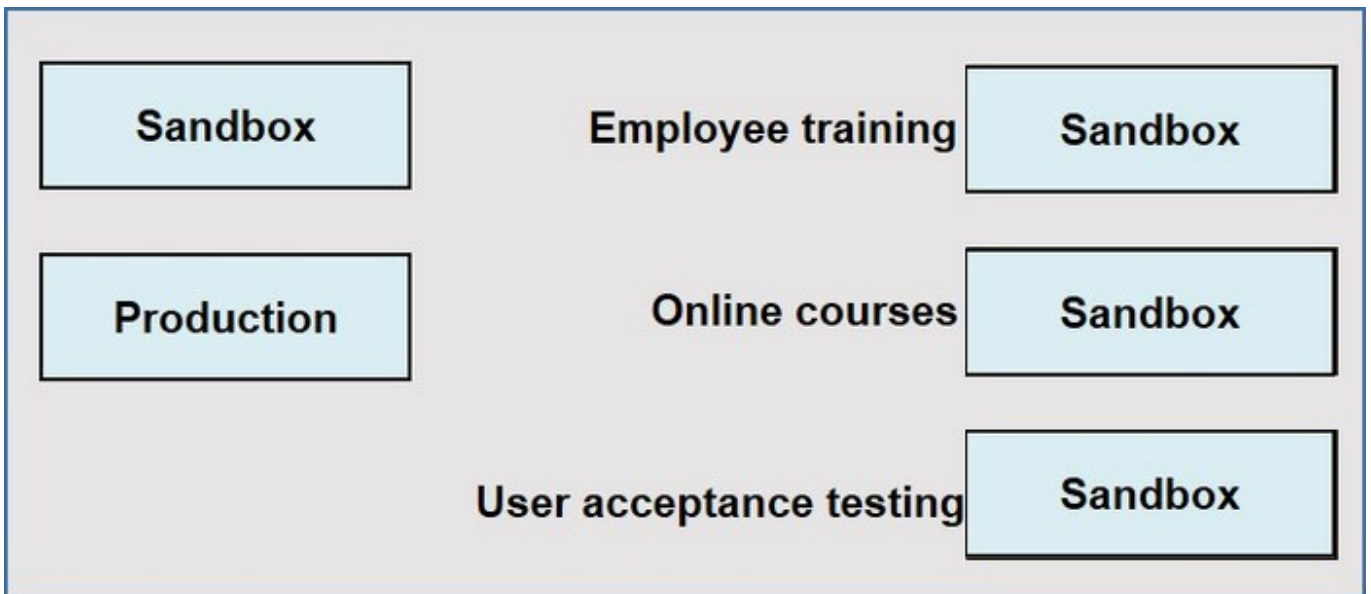 Sandbox
Production
Employee training
Sandbox
Online courses
Sandbox
User acceptance testing
Sandbox